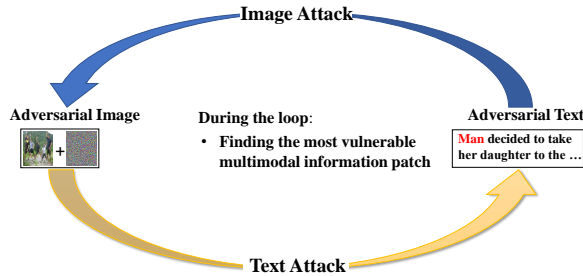 Image Attack
Adversarial Image
+
During the loop:
• Finding the most vulnerable
multimodal information patch
Adversarial Text
Man decided to take
her daughter to the ...
Text Attack